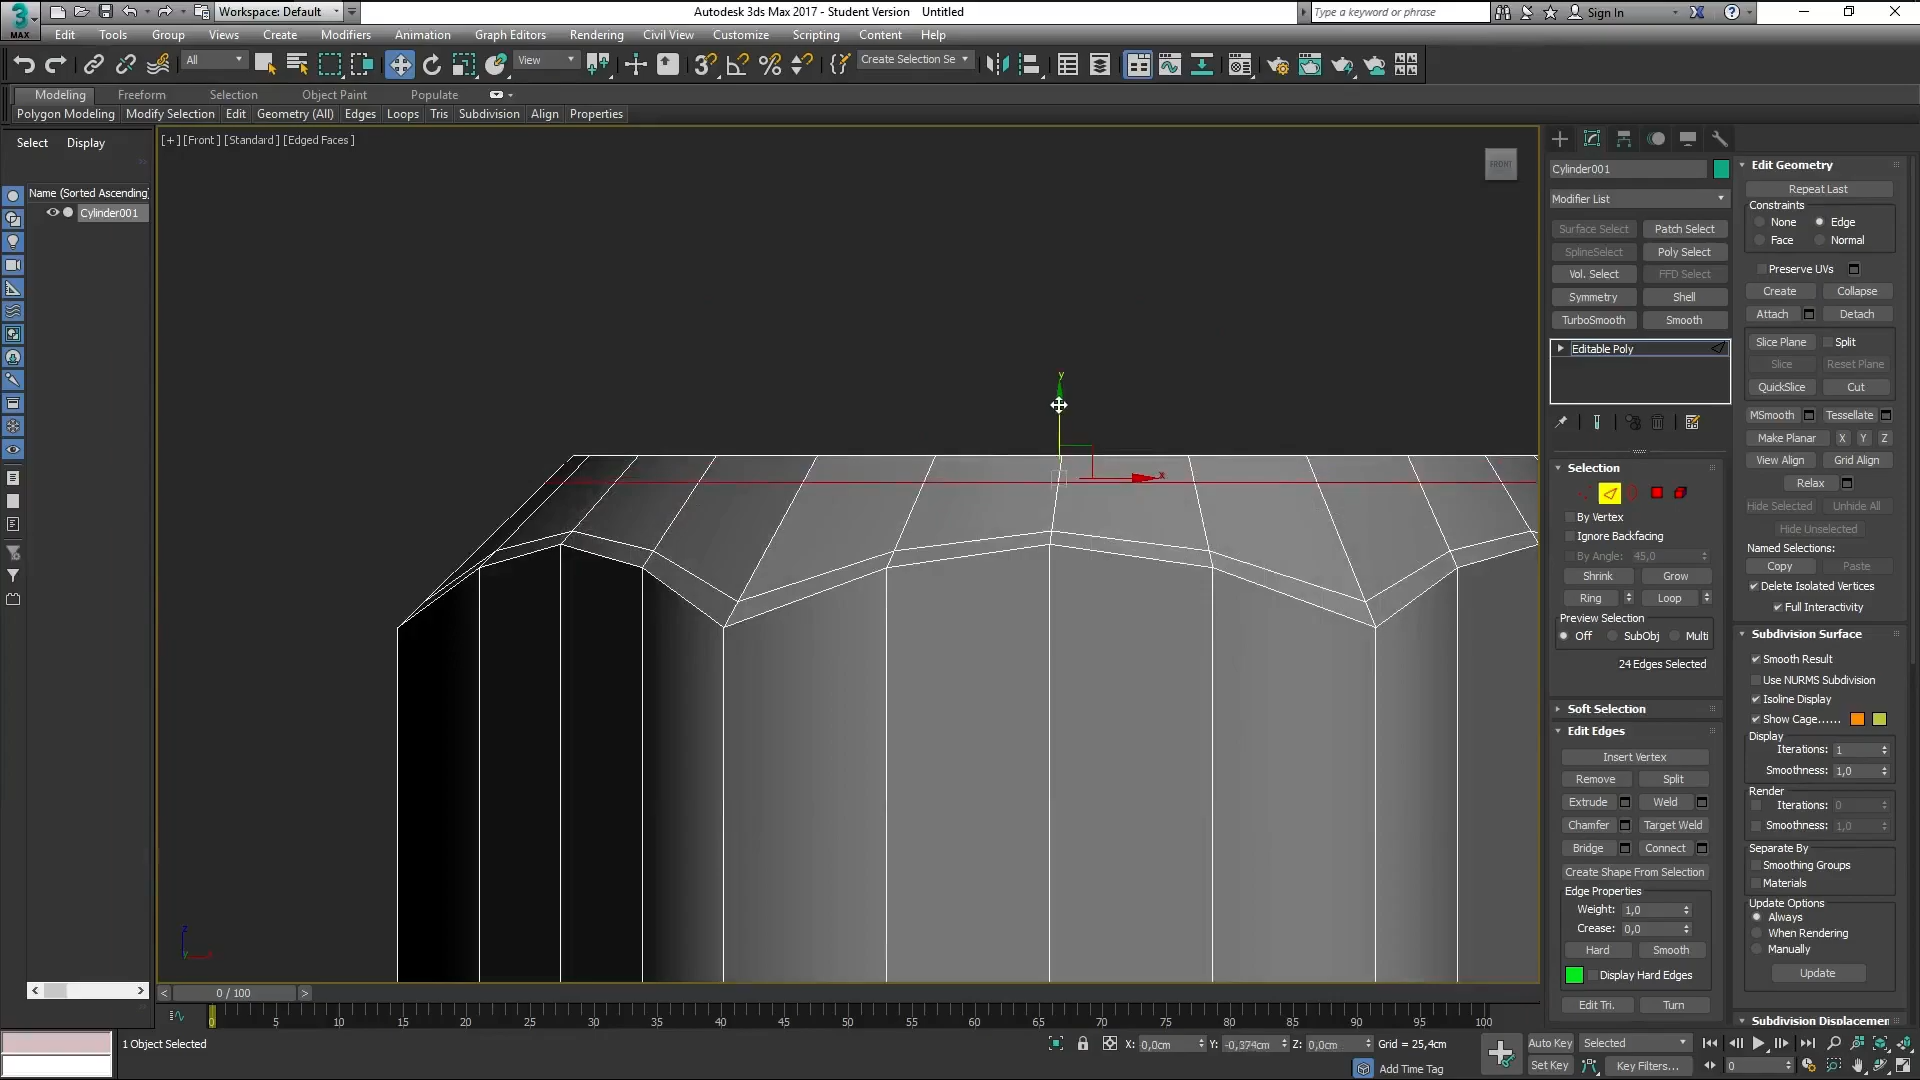 MAX
Workspace: Default
Autodesk 3ds Max 2017 - Student Version    Untitled
Type a keyword or phrase
Sign In
Edit Tools Group Views Create Modifiers Animation Graph Editors Rendering Civil View Customize Scripting Content Help
All
View
Create Selection Se
Modeling Freeform Selection Object Paint Populate
Polygon Modeling Modify Selection Edit Geometry (All) Edges Loops Tris Subdivision Align Properties
Select Display
Name (Sorted Ascending)
Cylinder001
[+] [Front] [Standard] [Edged Faces]
FRONT
y
x
z
0 / 100
0 5 10 15 20 25 30 35 40 45 50 55 60 65 70 75 80 85 90 95 100
Cylinder001
Modifier List
Surface Select Patch Select
SplineSelect Poly Select
Vol. Select FFD Select
Symmetry Shell
TurboSmooth Smooth
Editable Poly
Selection
By Vertex
Ignore Backfacing
By Angle: 45,0
Shrink Grow
Ring Loop
Preview Selection
Off SubObj Multi
24 Edges Selected
Soft Selection
Edit Edges
Insert Vertex
Remove Split
Extrude Weld
Chamfer Target Weld
Bridge Connect
Create Shape From Selection
Edge Properties
Weight: 1,0
Crease: 0,0
Hard Smooth
Display Hard Edges
Edit Tri. Turn
Edit Geometry
Repeat Last
Constraints
None Edge
Face Normal
Preserve UVs
Create Collapse
Attach Detach
Slice Plane Split
Slice Reset Plane
QuickSlice Cut
MSmooth Tessellate
Make Planar X Y Z
View Align Grid Align
Relax
Hide Selected Unhide All
Hide Unselected
Named Selections:
Copy Paste
Delete Isolated Vertices
Full Interactivity
Subdivision Surface
Smooth Result
Use NURMS Subdivision
Isoline Display
Show Cage......
Display
Iterations: 1
Smoothness: 1,0
Render
Iterations: 0
Smoothness: 1,0
Separate By
Smoothing Groups
Materials
Update Options
Always
When Rendering
Manually
Update
Subdivision Displacemen
1 Object Selected
X: 0,0cm Y: -0,374cm Z: 0,0cm Grid = 25,4cm
Add Time Tag
Auto Key Selected
Set Key Key Filters...
0